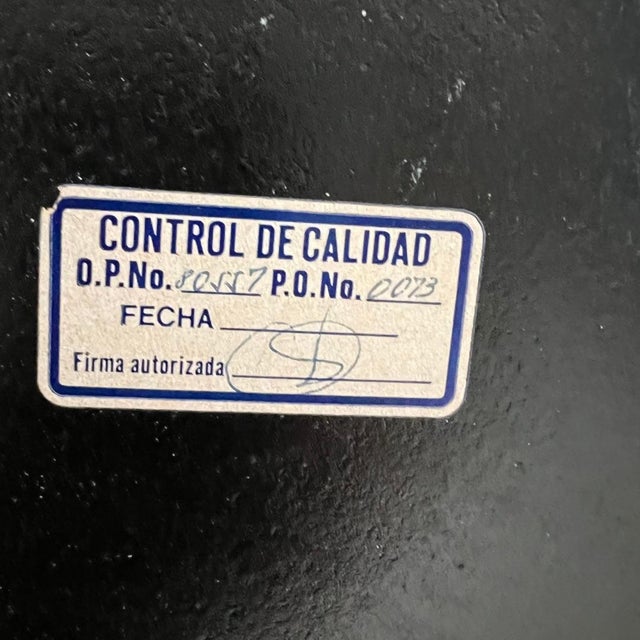 CONTROL DE CALIDAD
O.P.No. 80557 P.O.No. 0073
FECHA
Firma autorizada